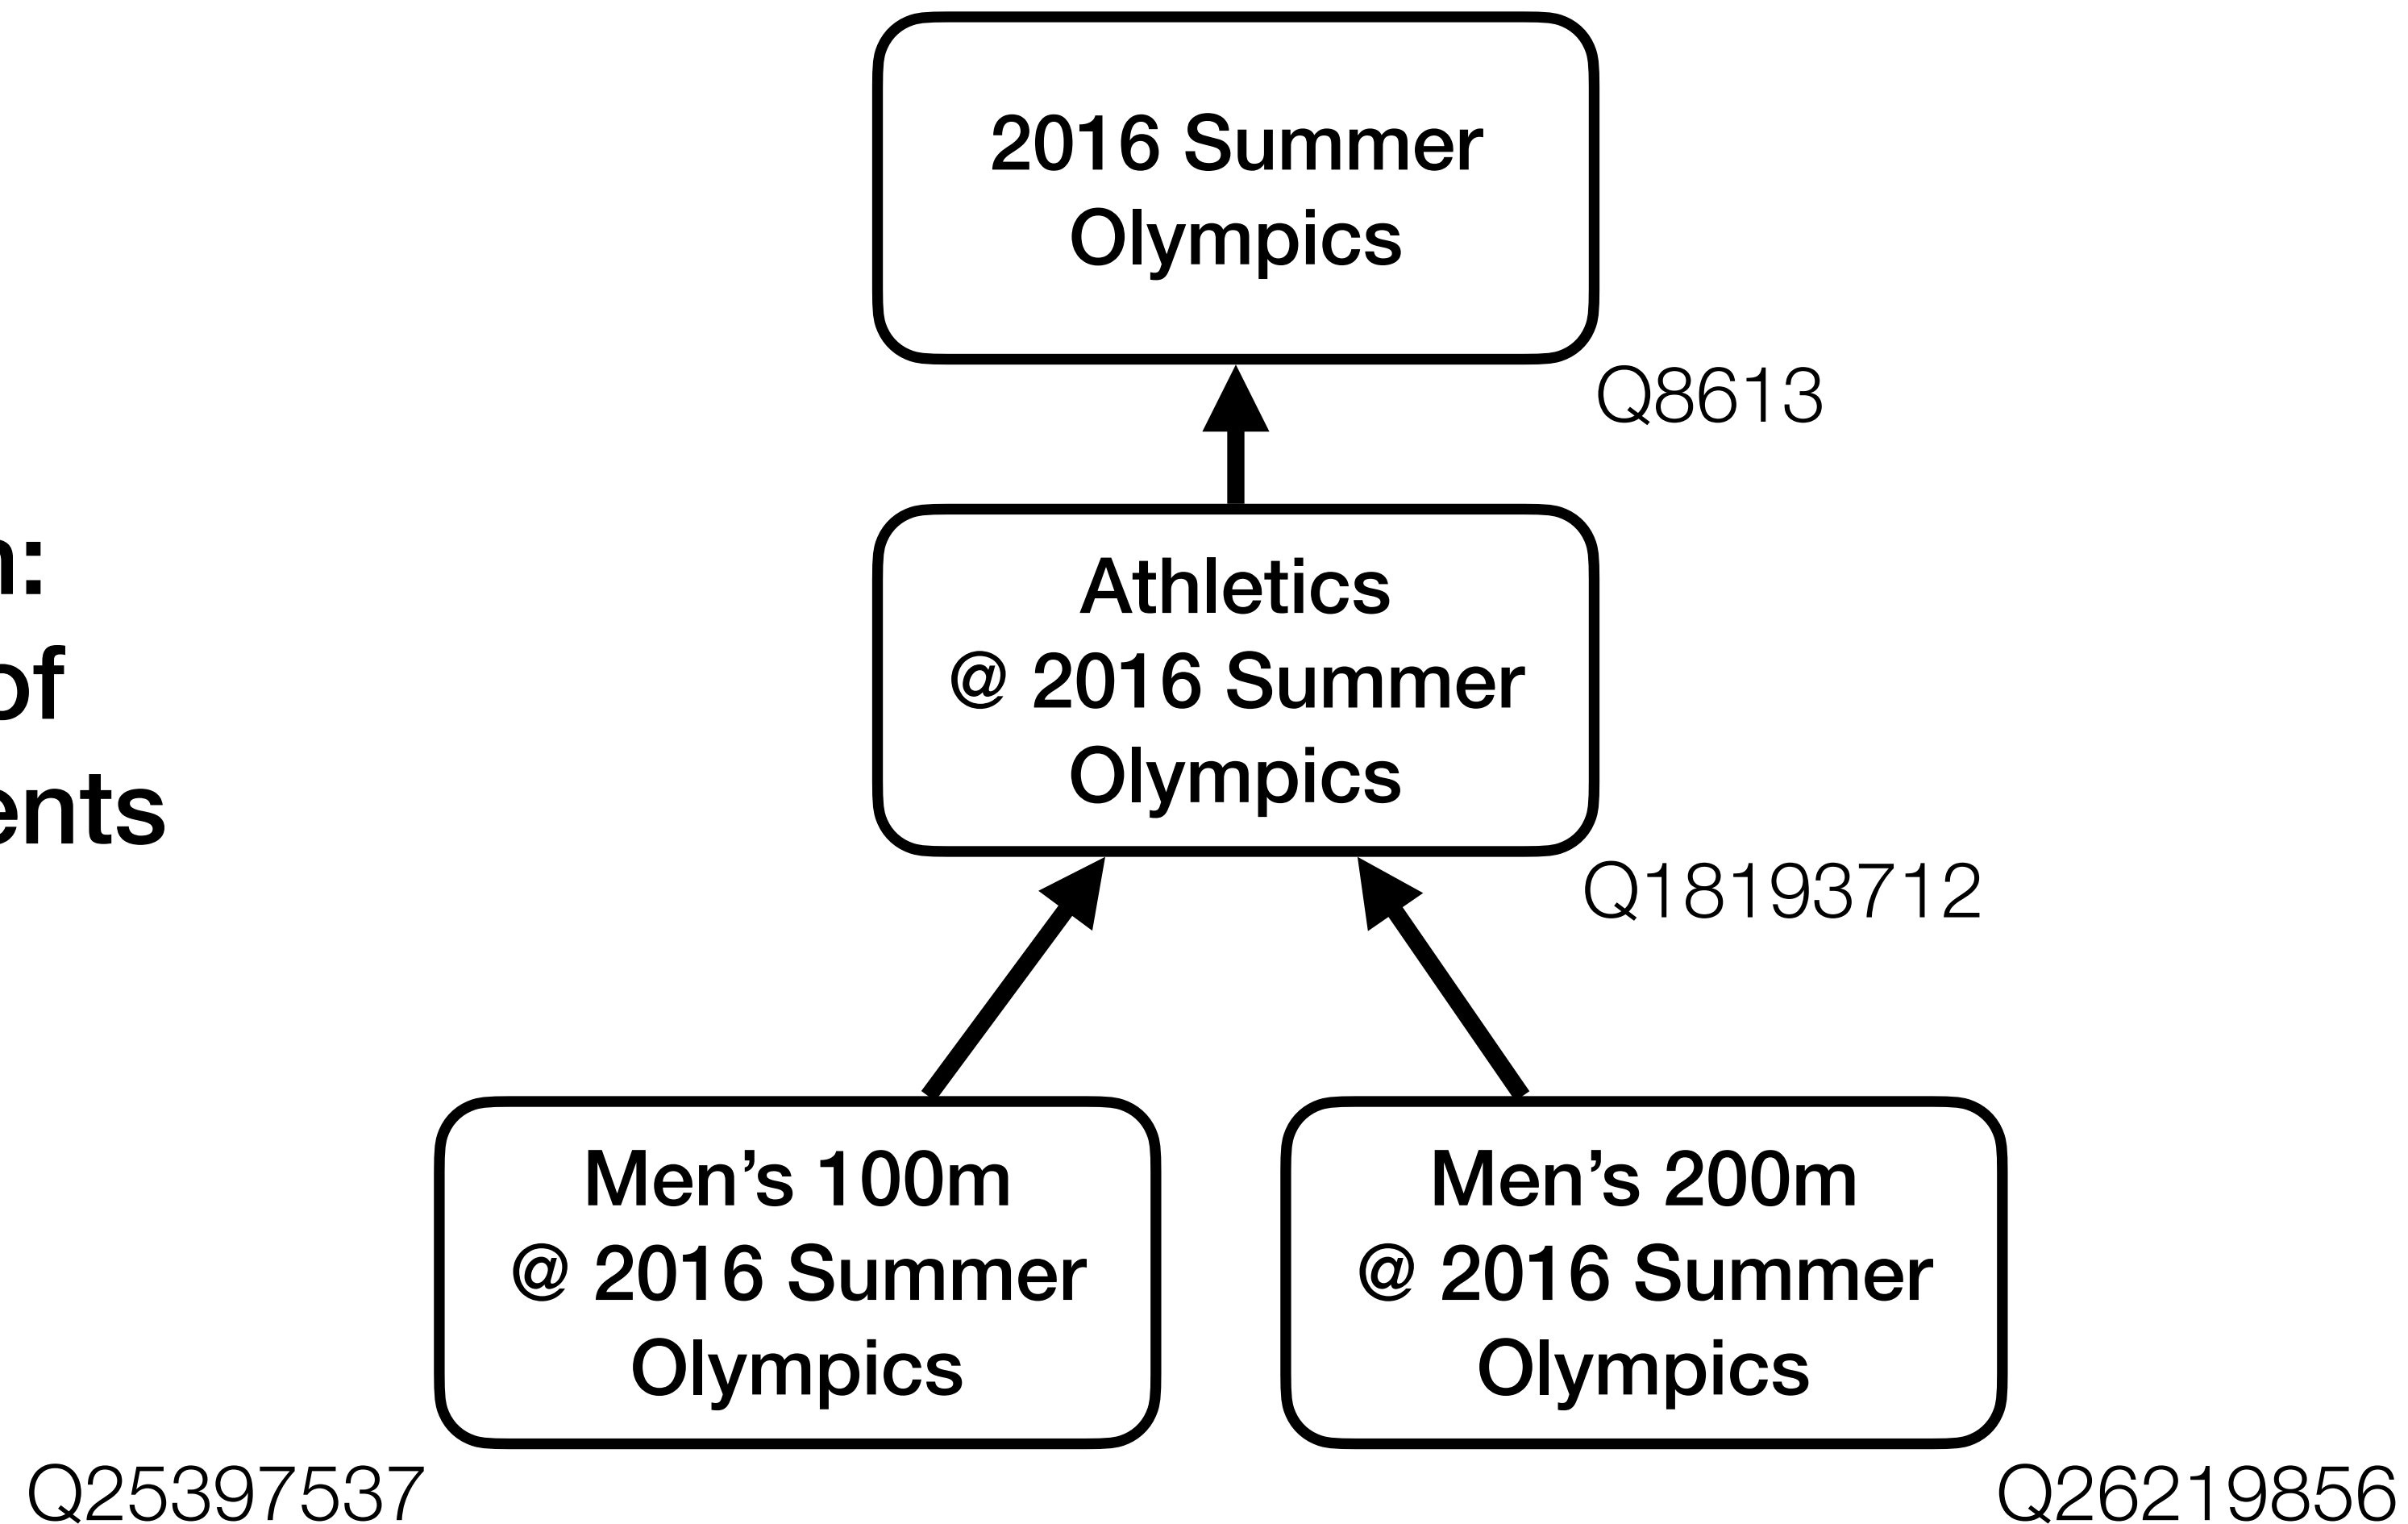 2016 Summer
Olympics
Q8613
Athletics
@ 2016 Summer
Olympics
Q18193712
of
Men’s 100m
@ 2016 Summer
Olympics
Q25397537
Men’s 200m
@ 2016 Summer
Olympics
Q26219856